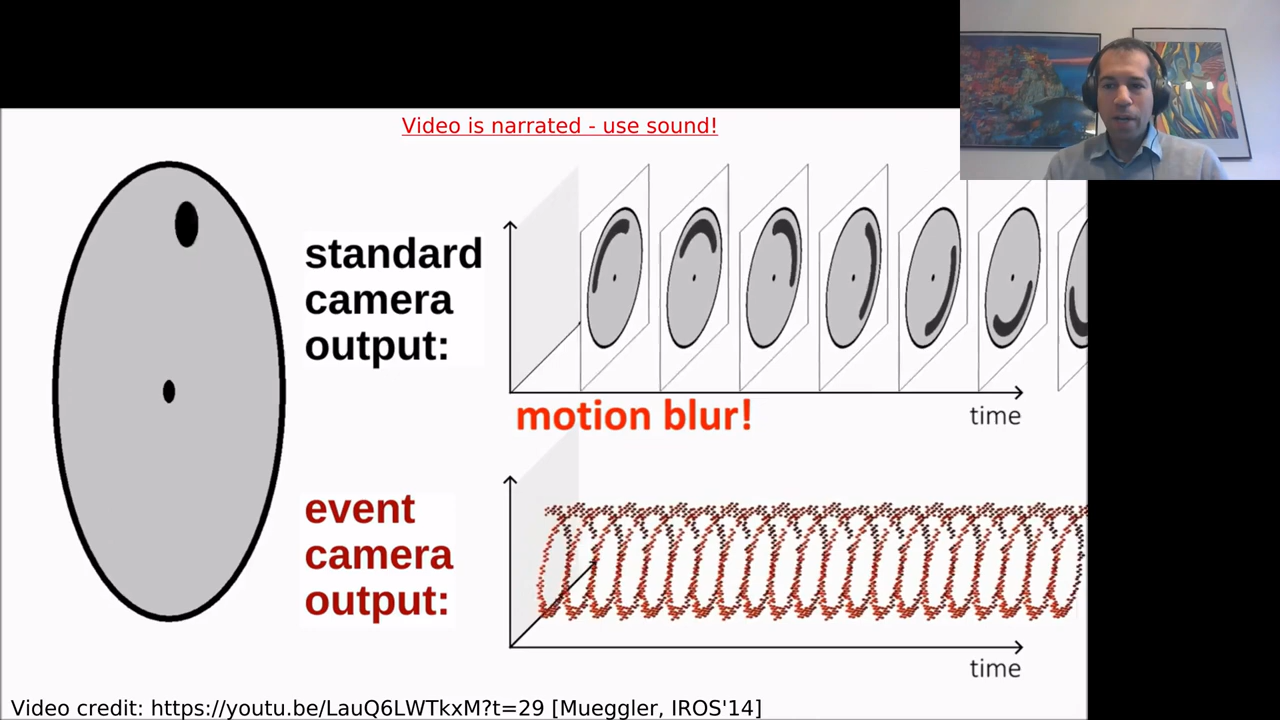 Video is narrated - use sound!
standard
camera
output:
time
motion blur!
event
camera
output:
time
Video credit: https://youtu.be/LauQ6LWTkxM?t=29 [Mueggler, IROS'14]